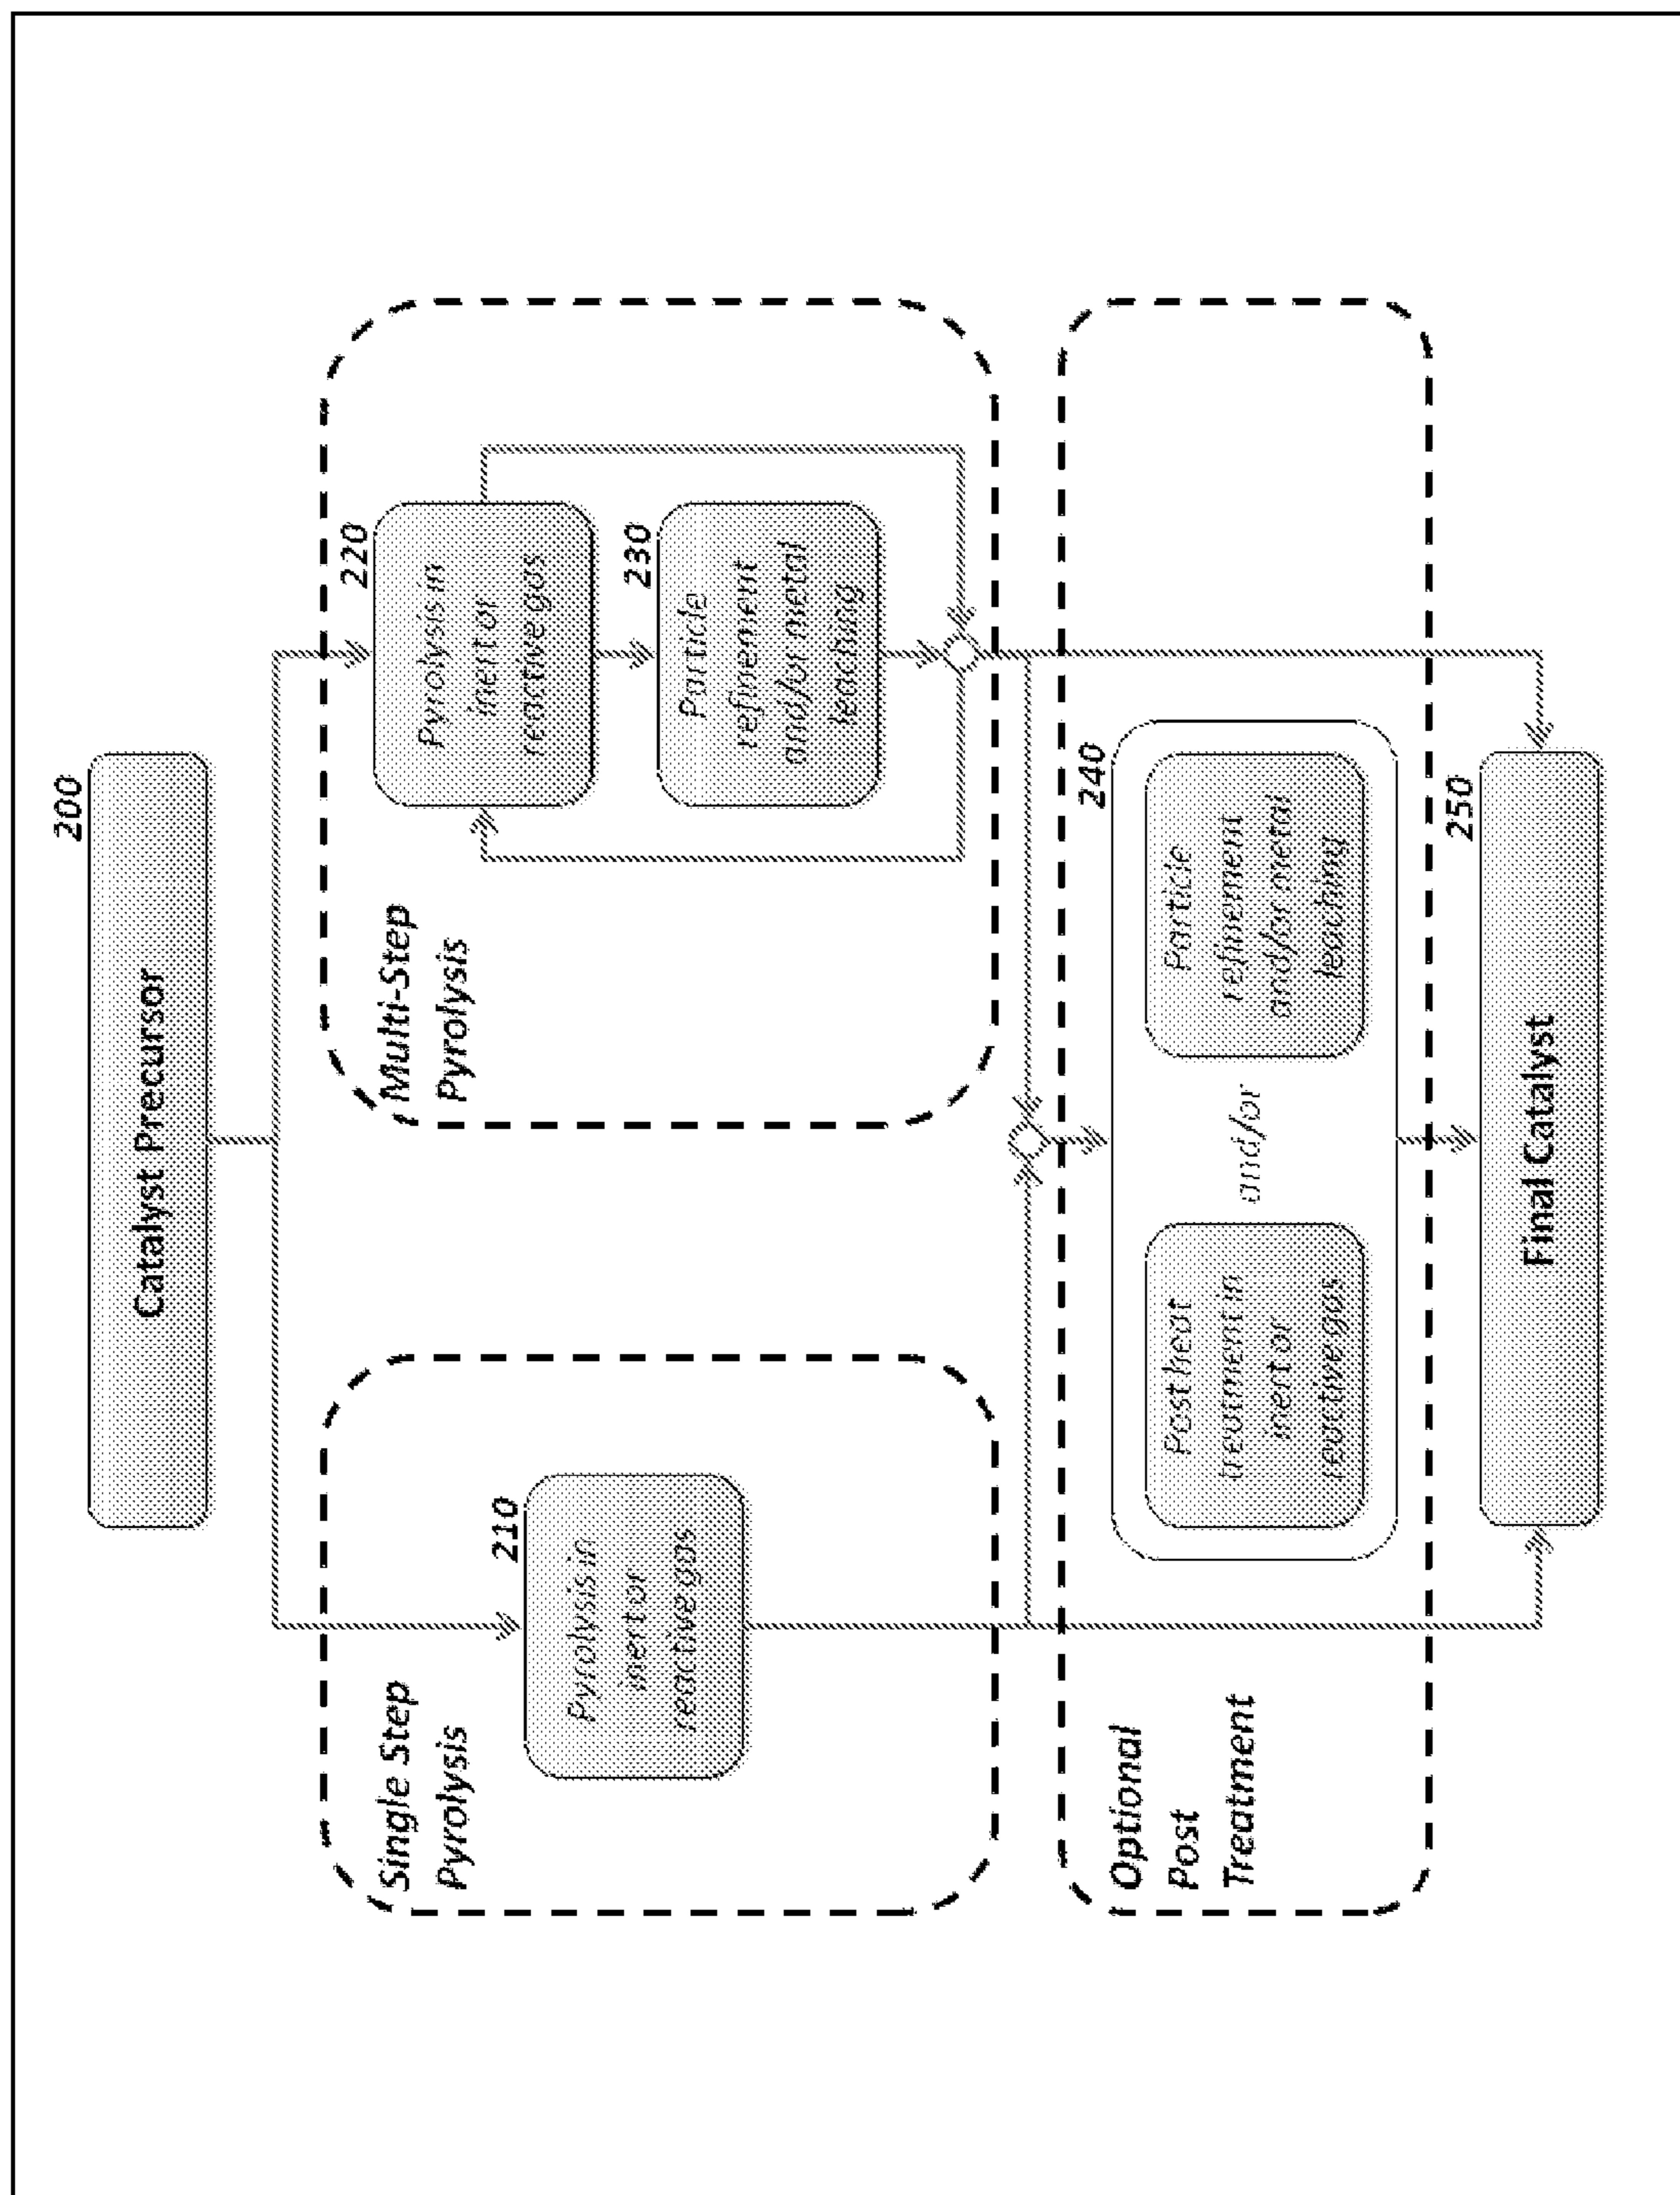 200
Catalyst Precursor
Single Step
Pyrolysis
210
Pyrolysis in
inert or
reactive gas
Multi-Step
Pyrolysis
220
Pyrolysis in
inert or
reactive gas
230
Particle
refinement
and/or metal
leaching
Optional
Post
Treatment
240
Post heat
treatment in
inert or
reactive gas
and/or
Particle
refinement
and/or metal
leaching
250
Final Catalyst